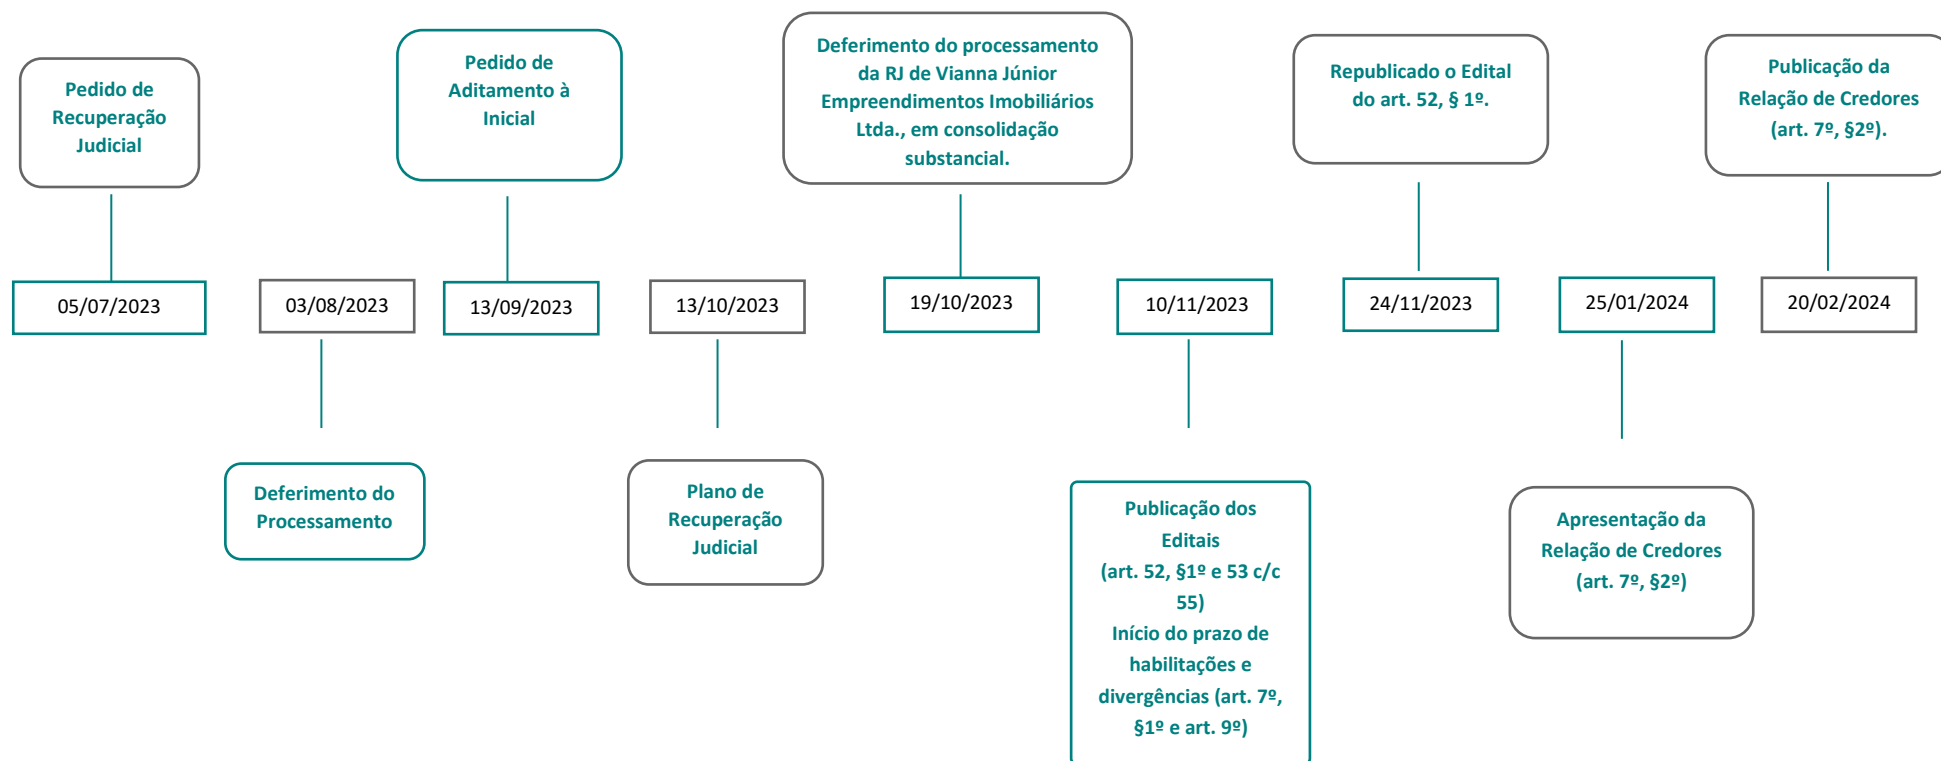 Pedido de
Recuperação
Judicial
Pedido de
Aditamento à
Inicial
Deferimento do processamento
da RJ de Vianna Júnior
Empreendimentos Imobiliários
Ltda., em consolidação
substancial.
Republicado o Edital
do art. 52, § 1º.
Publicação da
Relação de Credores
(art. 7º, §2º).
05/07/2023
03/08/2023
13/09/2023
13/10/2023
19/10/2023
10/11/2023
24/11/2023
25/01/2024
20/02/2024
Deferimento do
Processamento
Plano de
Recuperação
Judicial
Publicação dos
Editais
(art. 52, §1º e 53 c/c
55)
Início do prazo de
habilitações e
divergências (art. 7º,
§1º e art. 9º)
Apresentação da
Relação de Credores
(art. 7º, §2º)